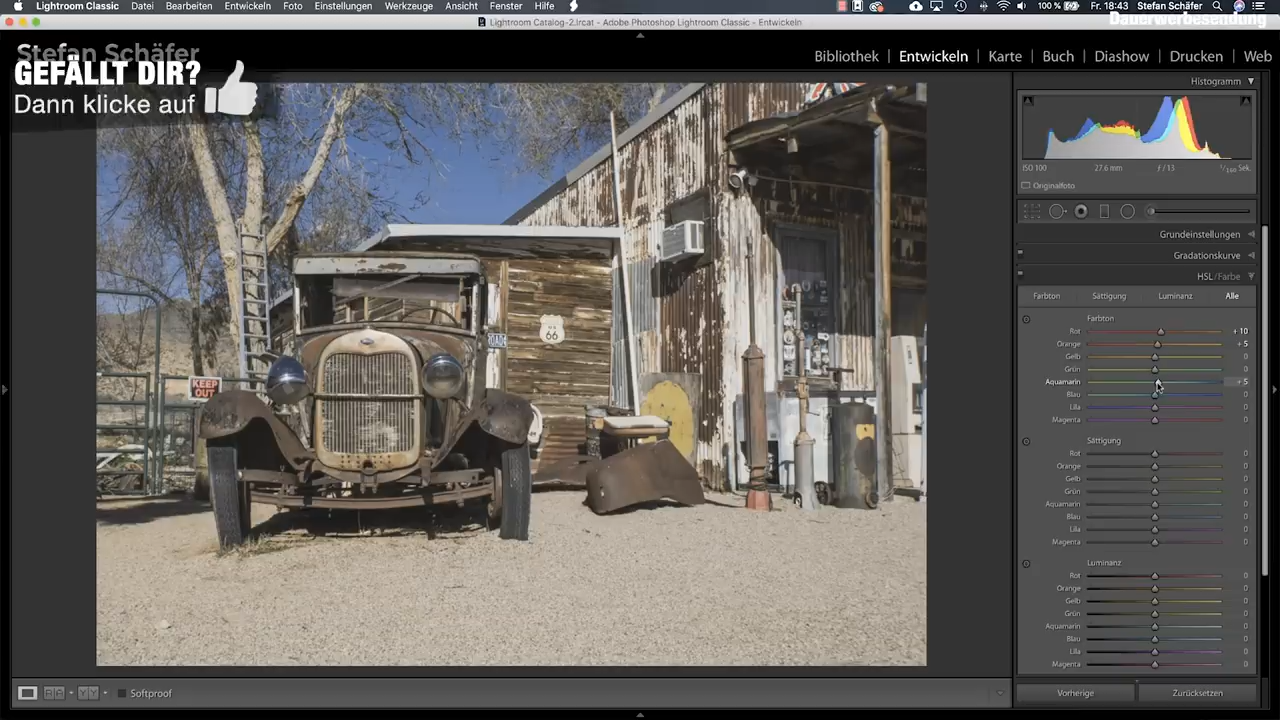 Lightroom Classic Datei Bearbeiten Entwickeln Foto Einstellungen Werkzeuge Ansicht Fenster Hilfe 100 % Fr. 18:43 Stefan Schäfer
Lightroom Catalog-2.lrcat - Adobe Photoshop Lightroom Classic - Entwickeln
Dauerwerbesendung
Stefan Schäfer
GEFÄLLT DIR?
Dann klicke auf
Bibliothek | Entwickeln | Karte | Buch | Diashow | Drucken | Web
Histogramm
ISO 100 27.6 mm ƒ / 13 1/160 Sek.
Originalfoto
Grundeinstellungen
Gradationskurve
HSL / Farbe
Farbton Sättigung Luminanz Alle
Farbton
Rot + 10
Orange + 5
Gelb 0
Grün 0
Aquamarin + 5
Blau 0
Lila 0
Magenta 0
Sättigung
Rot 0
Orange 0
Gelb 0
Grün 0
Aquamarin 0
Blau 0
Lila 0
Magenta 0
Luminanz
Rot 0
Orange 0
Gelb 0
Grün 0
Aquamarin 0
Blau 0
Lila 0
Magenta 0
KEEP
OUT
US
66
Softproof
Vorherige Zurücksetzen